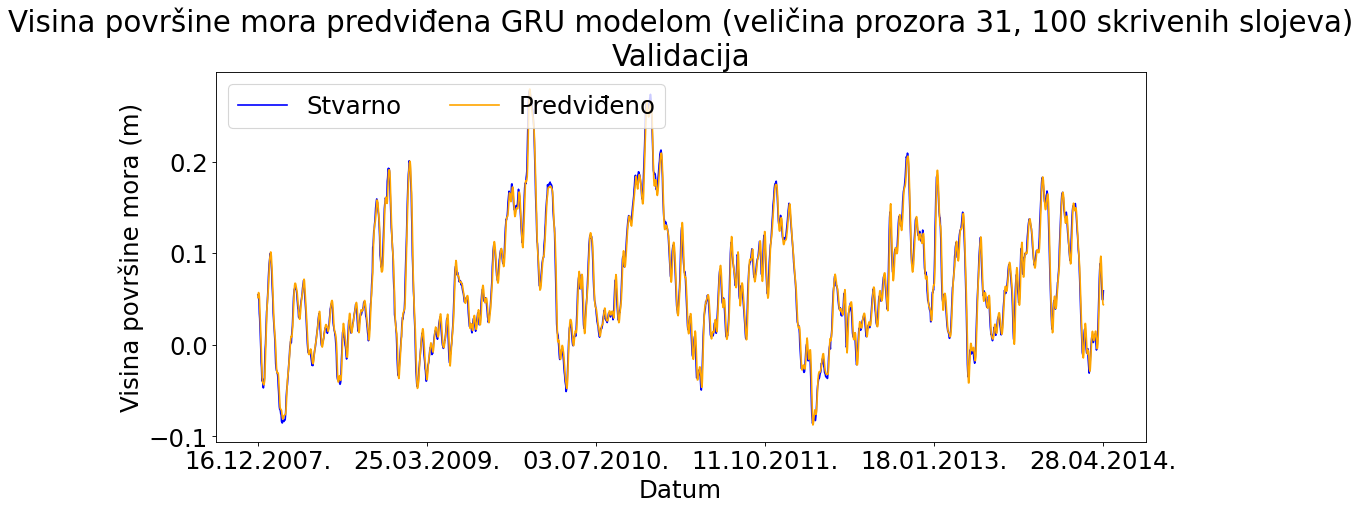 Visina površine mora predviđena GRU modelom (veličina prozora 31, 100 skrivenih slojeva)
Validacija
Stvarno
Predviđeno
Visina površine mora (m)
0.2
0.1
0.0
−0.1
16.12.2007.
25.03.2009.
03.07.2010.
11.10.2011.
18.01.2013.
28.04.2014.
Datum